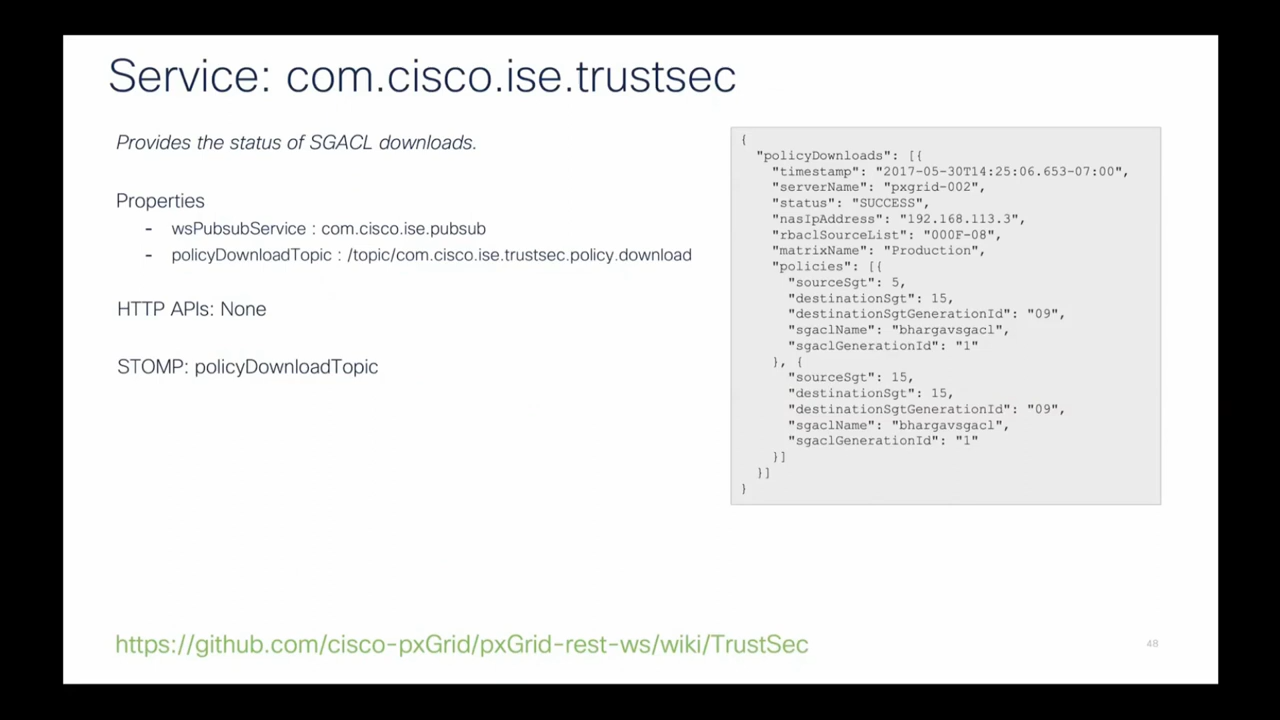 Service: com.cisco.ise.trustsec
Provides the status of SGACL downloads.
Properties
- wsPubsubService : com.cisco.ise.pubsub
- policyDownloadTopic : /topic/com.cisco.ise.trustsec.policy.download
HTTP APIs: None
STOMP: policyDownloadTopic
{
  "policyDownloads": [{
    "timestamp": "2017-05-30T14:25:06.653-07:00",
    "serverName": "pxgrid-002",
    "status": "SUCCESS",
    "nasIpAddress": "192.168.113.3",
    "rbaclSourceList": "000F-08",
    "matrixName": "Production",
    "policies": [{
      "sourceSgt": 5,
      "destinationSgt": 15,
      "destinationSgtGenerationId": "09",
      "sgaclName": "bhargavsgacl",
      "sgaclGenerationId": "1"
    }, {
      "sourceSgt": 15,
      "destinationSgt": 15,
      "destinationSgtGenerationId": "09",
      "sgaclName": "bhargavsgacl",
      "sgaclGenerationId": "1"
    }]
  }]
}
https://github.com/cisco-pxGrid/pxGrid-rest-ws/wiki/TrustSec
48